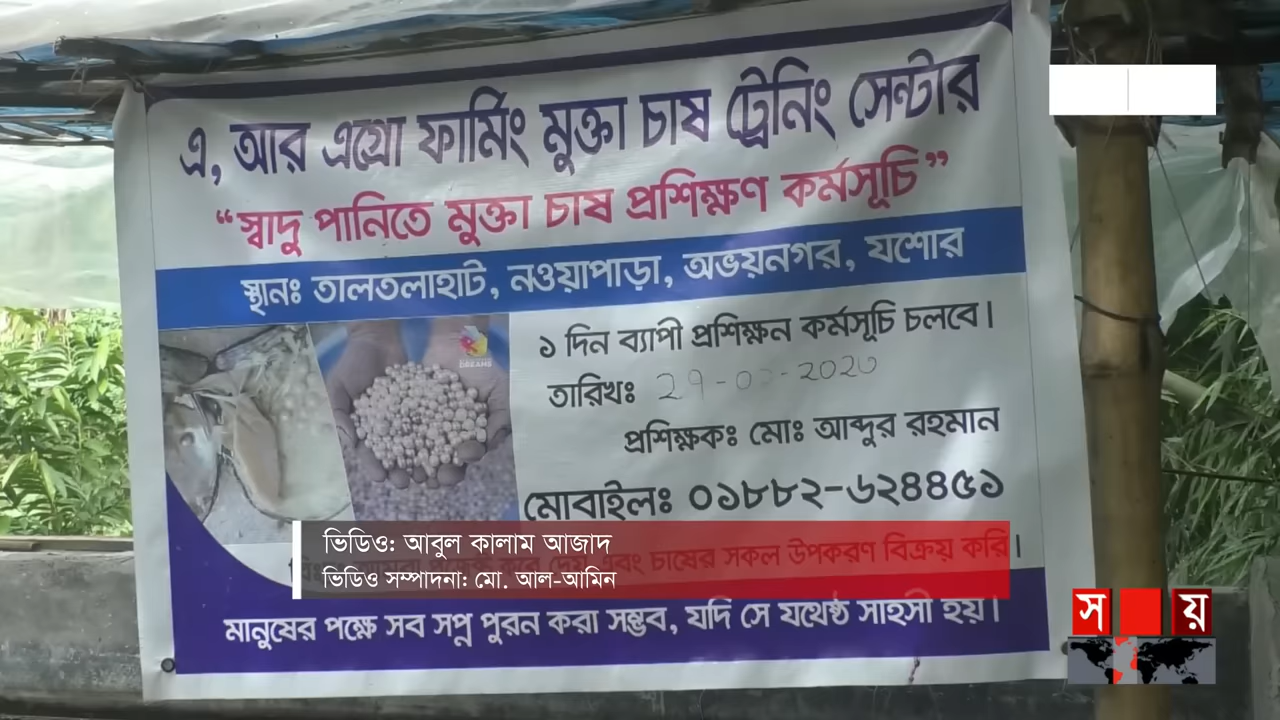 এ, আর এগ্রো ফার্মিং মুক্তা চাষ ট্রেনিং সেন্টার
“স্বাদু পানিতে মুক্তা চাষ প্রশিক্ষণ কর্মসূচি”
স্থানঃ তালতলাহাট, নওয়াপাড়া, অভয়নগর, যশোর
১ দিন ব্যাপী প্রশিক্ষন কর্মসূচি চলবে।
তারিখঃ 29-03-2020
প্রশিক্ষকঃ মোঃ আব্দুর রহমান
মোবাইলঃ ০১৮৮২-৬২৪৪৫১
এবং চাষের সকল উপকরণ বিক্রয় করি।
ভিডিও: আবুল কালাম আজাদ
ভিডিও সম্পাদনা: মো. আল-আমিন
মানুষের পক্ষে সব সপ্ন পুরন করা সম্ভব, যদি সে যথেষ্ঠ সাহসী হয়।
স য়